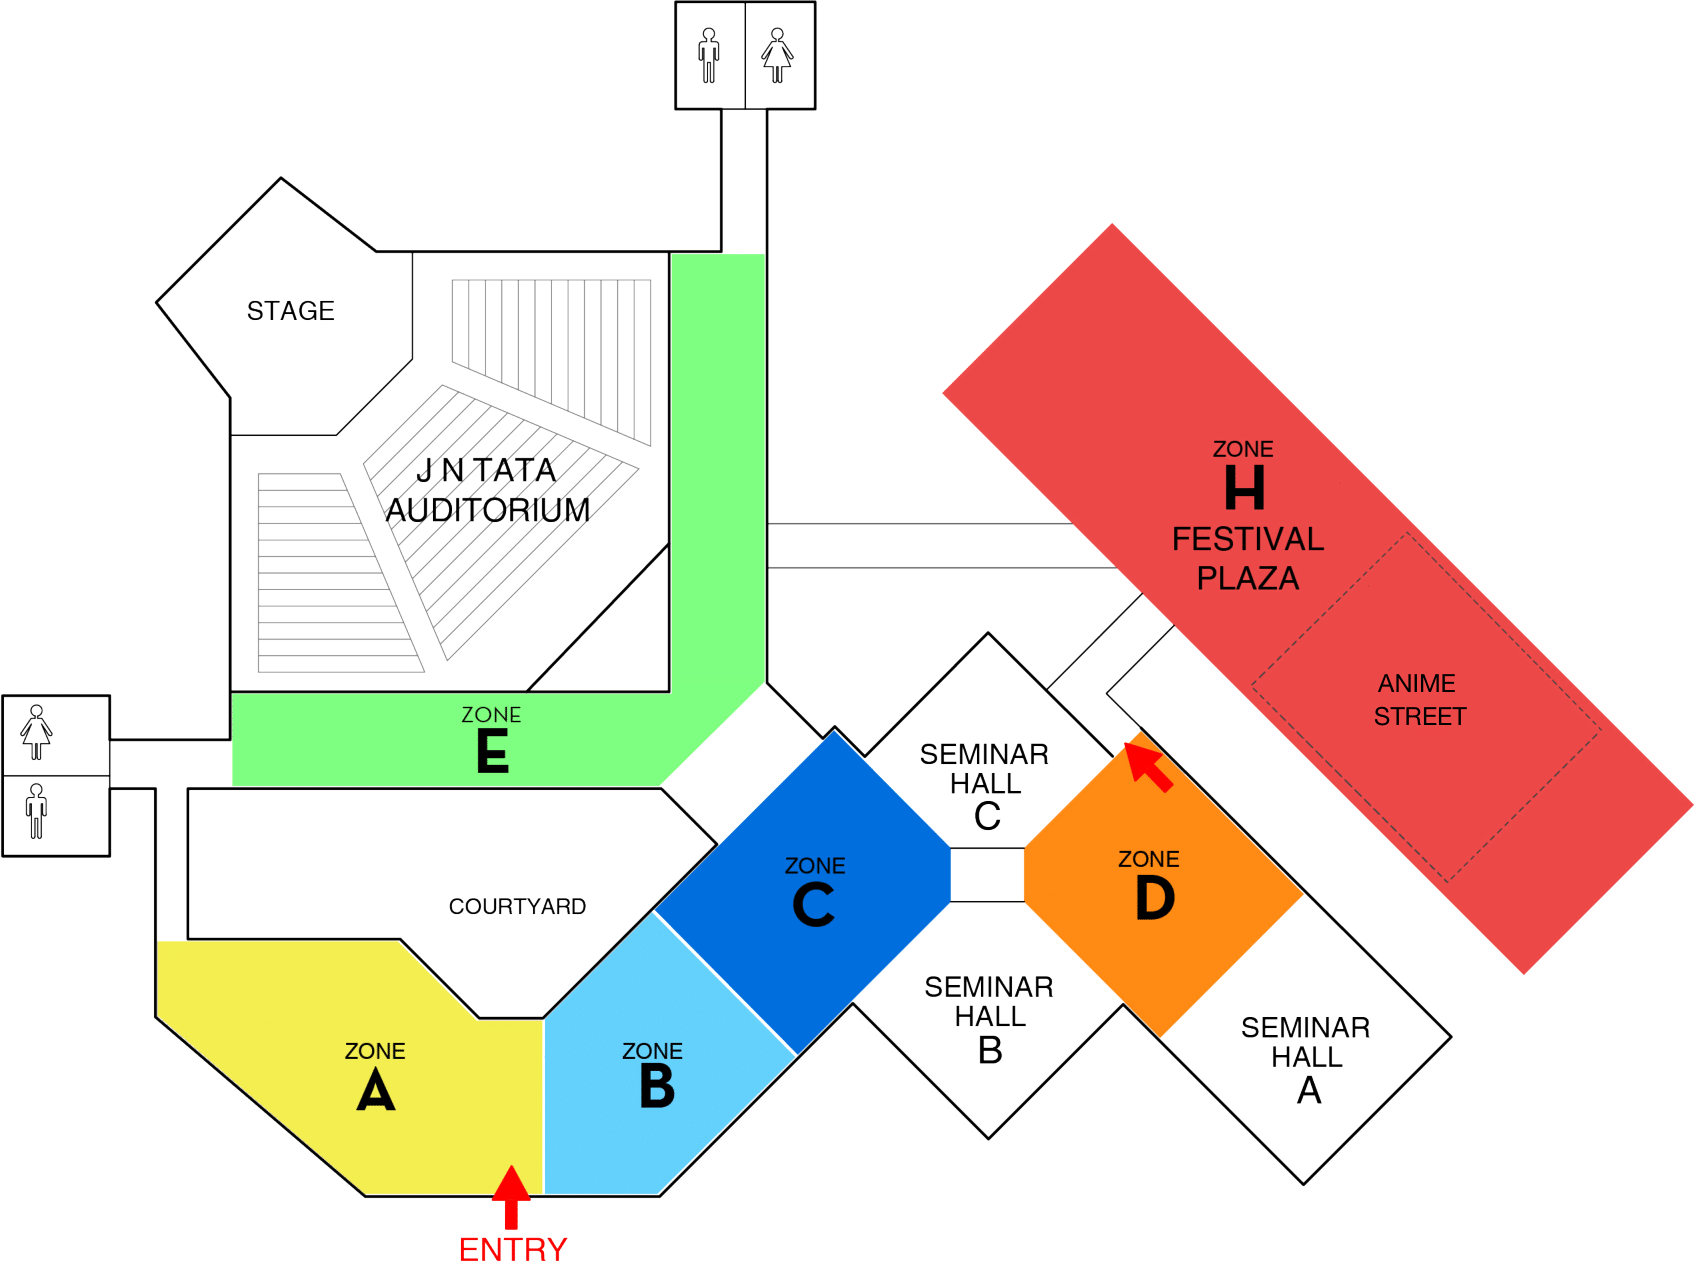 STAGE
J N TATA
AUDITORIUM
ZONE
H
FESTIVAL
PLAZA
ANIME
STREET
ZONE
E
SEMINAR
HALL
C
ZONE
C
ZONE
D
COURTYARD
SEMINAR
HALL
B
SEMINAR
HALL
A
ZONE
A
ZONE
B
ENTRY